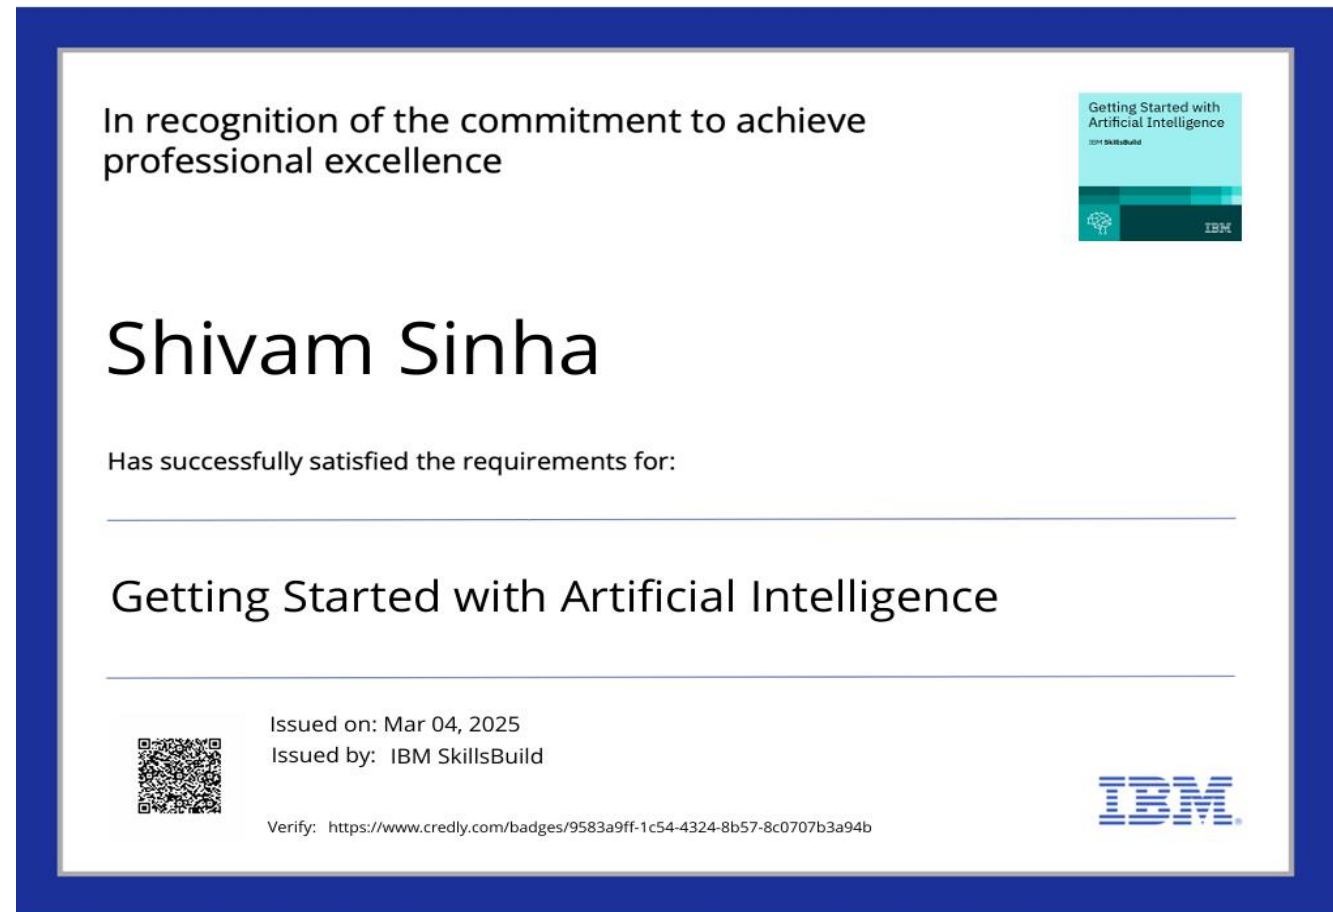 In recognition of the commitment to achieve
professional excellence
Getting Started with
Artificial Intelligence
IBM SkillsBuild
IBM
Shivam Sinha
Has successfully satisfied the requirements for:
Getting Started with Artificial Intelligence
Issued on: Mar 04, 2025
Issued by: IBM SkillsBuild
Verify: https://www.credly.com/badges/9583a9ff-1c54-4324-8b57-8c0707b3a94b
IBM